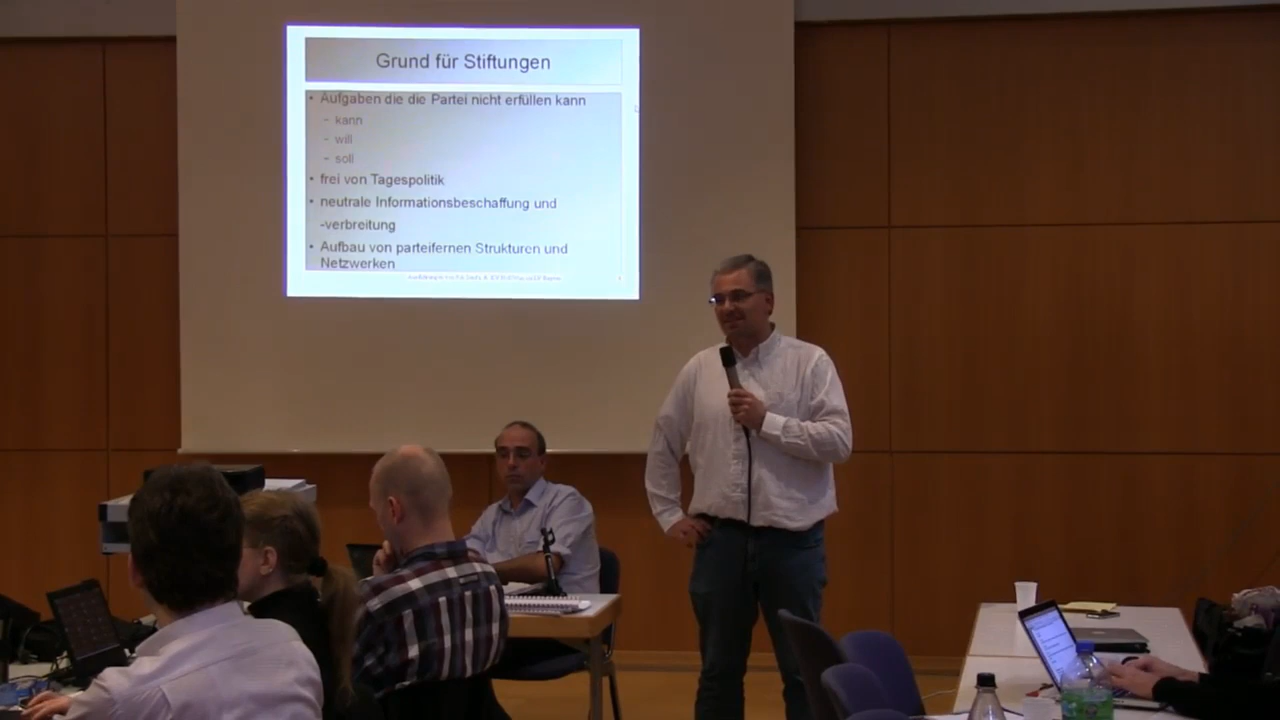 Grund für Stiftungen
• Aufgaben die die Partei nicht erfüllen kann
– kann
– will
– soll
• frei von Tagespolitik
• neutrale Informationsbeschaffung und
-verbreitung
• Aufbau von parteifernen Strukturen und
Netzwerken